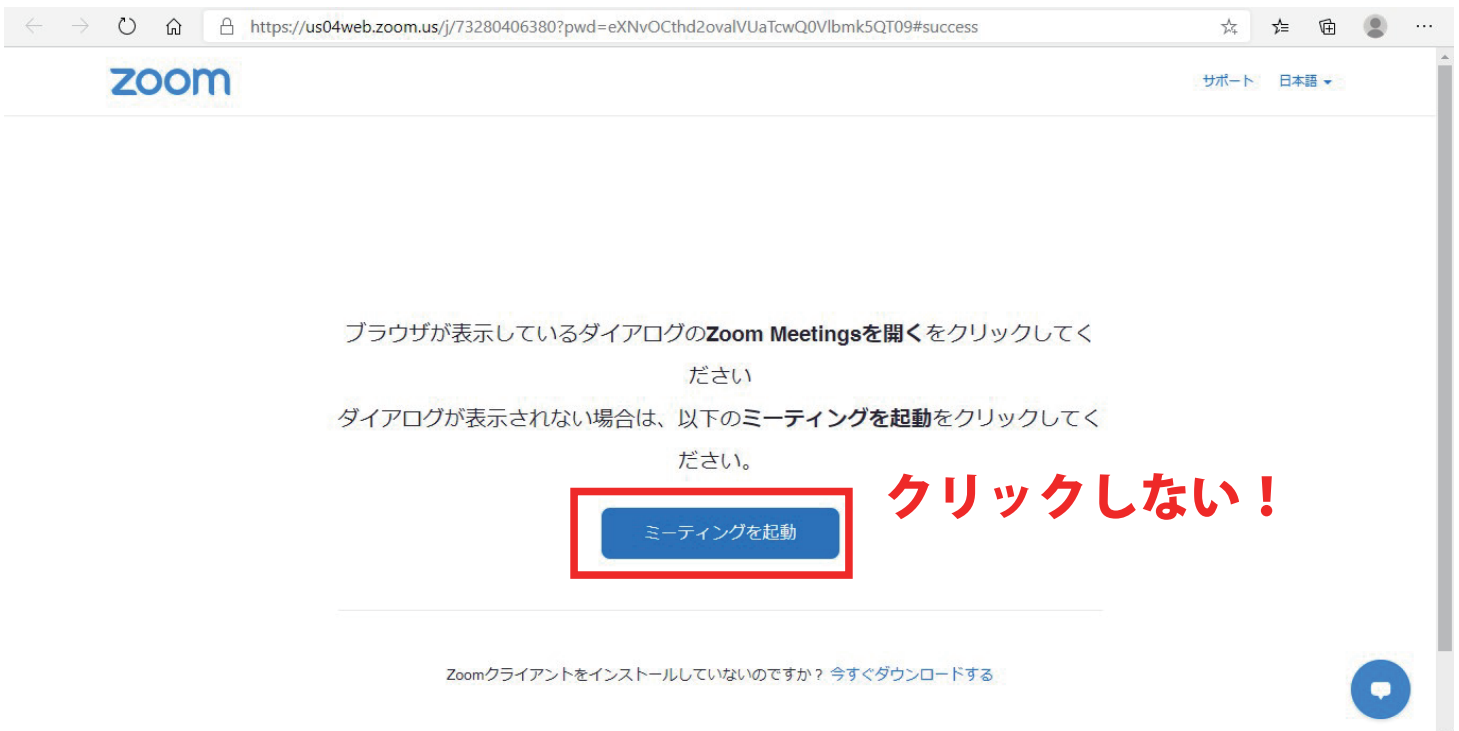 https://us04web.zoom.us/j/73280406380?pwd=eXNvOCthd2ovalVUaTcwQ0Vlbmk5QT09#success
zoom
サポート 日本語
ブラウザが表示しているダイアログのZoom Meetingsを開くをクリックしてく
ださい
ダイアログが表示されない場合は、以下のミーティングを起動をクリックしてく
ださい。
クリックしない！
ミーティングを起動
Zoomクライアントをインストールしていないのですか？今すぐダウンロードする